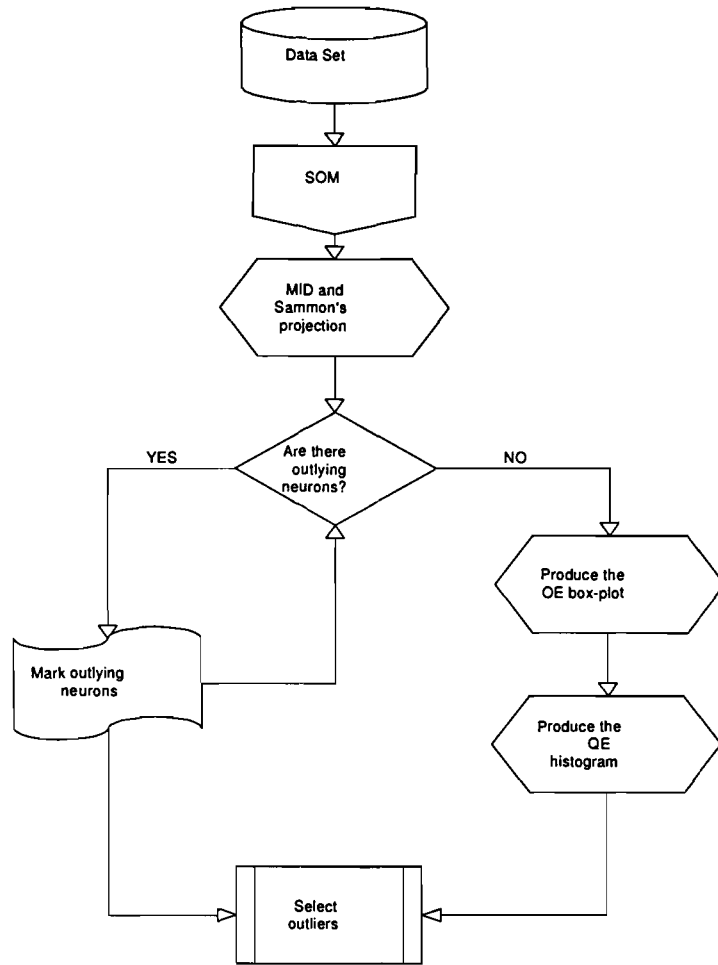 Data Set
SOM
MID and
Sammon's
projection
Are there
outlying
neurons?
YES
NO
Produce the
OE box-plot
Mark outlying
neurons
Produce the
QE
histogram
Select
outliers